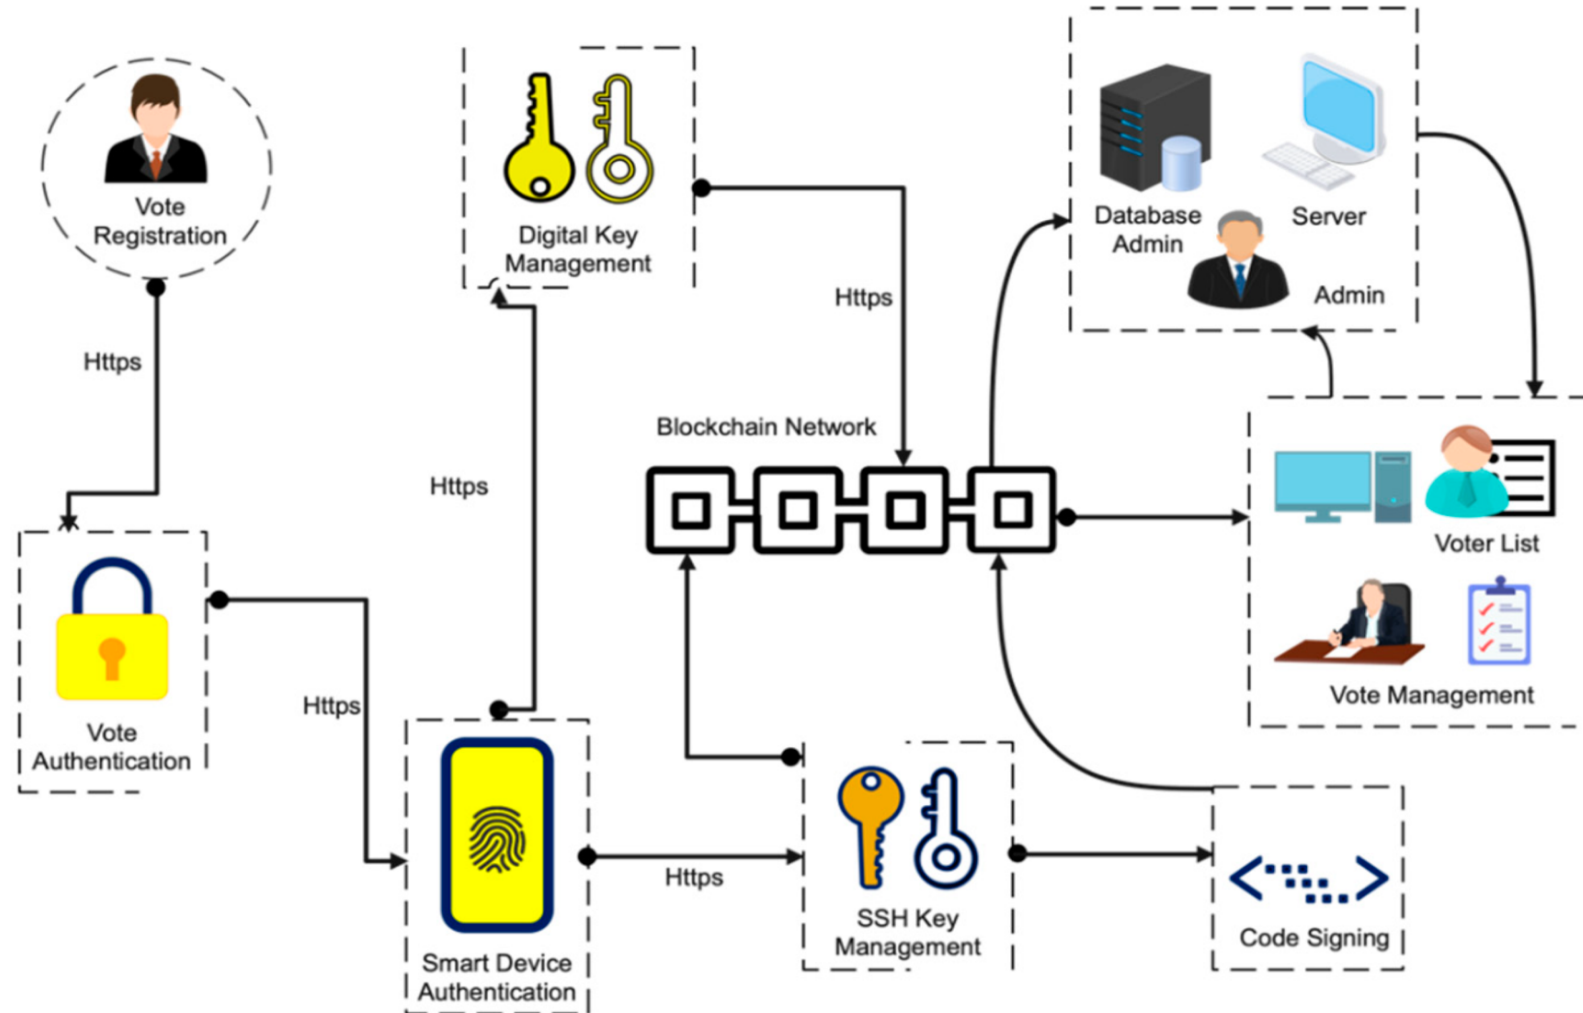 Vote
Registration
Https
Vote
Authentication
Https
Smart Device
Authentication
Https
Digital Key
Management
Https
Blockchain Network
Https
SSH Key
Management
Code Signing
Database
Admin
Server
Admin
Voter List
Vote Management